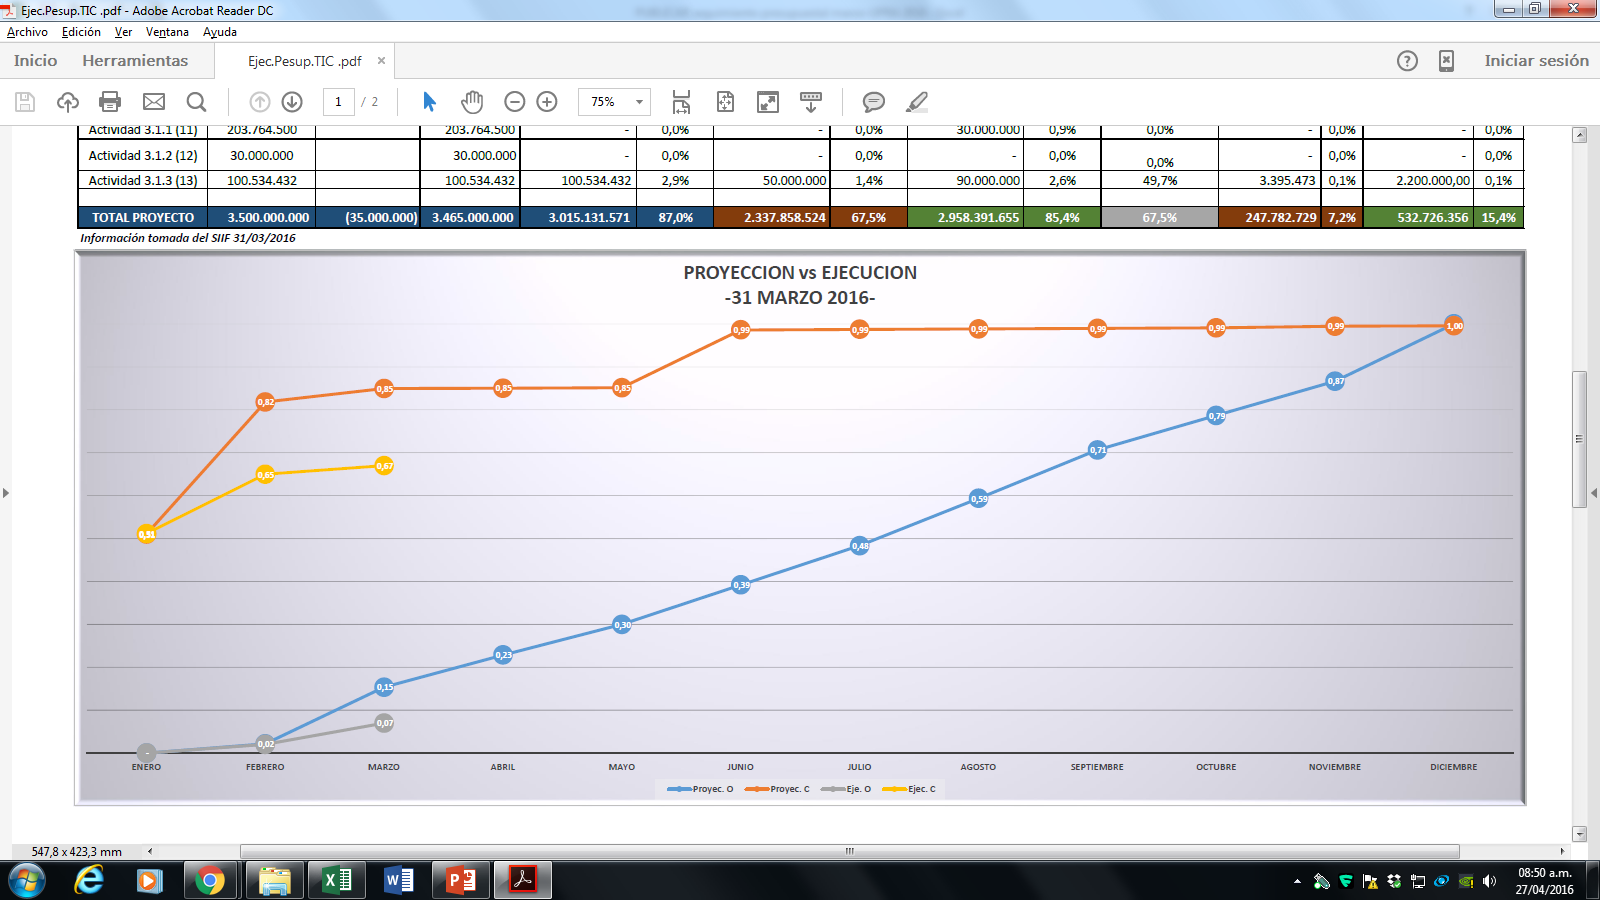 Ejec.Pesup.TIC .pdf - Adobe Acrobat Reader DC
Archivo Edición Ver Ventana Ayuda
Inicio Herramientas Ejec.Pesup.TIC .pdf × Iniciar sesión
1 / 2 75%
Actividad 3.1.1 (11) 203.764.500 203.764.500 - 0,0% - 0,0% 30.000.000 0,9% 0,0% - 0,0% - 0,0%
Actividad 3.1.2 (12) 30.000.000 30.000.000 - 0,0% - 0,0% - 0,0% 0,0% - 0,0% - 0,0%
Actividad 3.1.3 (13) 100.534.432 100.534.432 100.534.432 2,9% 50.000.000 1,4% 90.000.000 2,6% 49,7% 3.395.473 0,1% 2.200.000,00 0,1%
TOTAL PROYECTO 3.500.000.000 (35.000.000) 3.465.000.000 3.015.131.571 87,0% 2.337.858.524 67,5% 2.958.391.655 85,4% 67,5% 247.782.729 7,2% 532.726.356 15,4%
Información tomada del SIIF 31/03/2016
PROYECCION vs EJECUCION
-31 MARZO 2016-
0,99 0,99 0,99 0,99 0,99 0,99 1,00
0,82 0,85 0,85 0,85 0,87
0,79
0,65 0,67 0,71
0,51 0,59
0,48
0,39
0,30
0,23
0,15
- 0,02 0,07
ENERO FEBRERO MARZO ABRIL MAYO JUNIO JULIO AGOSTO SEPTIEMBRE OCTUBRE NOVIEMBRE DICIEMBRE
Proyec. O Proyec. C Eje. O Ejec. C
547,8 x 423,3 mm
08:50 a.m.
27/04/2016